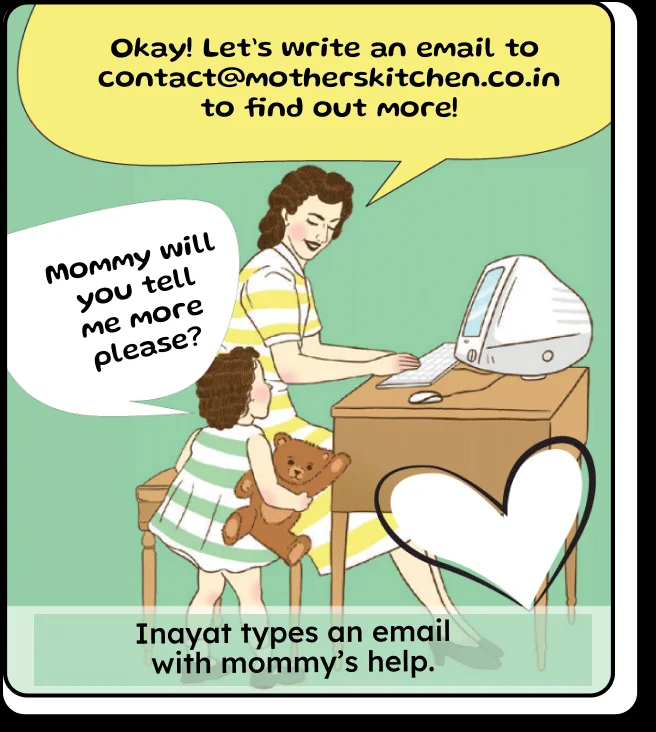 Okay! Let's write an email to
contact@motherskitchen.co.in
to find out more!
Mommy will
you tell
me more
please?
Inayat types an email
with mommy's help.